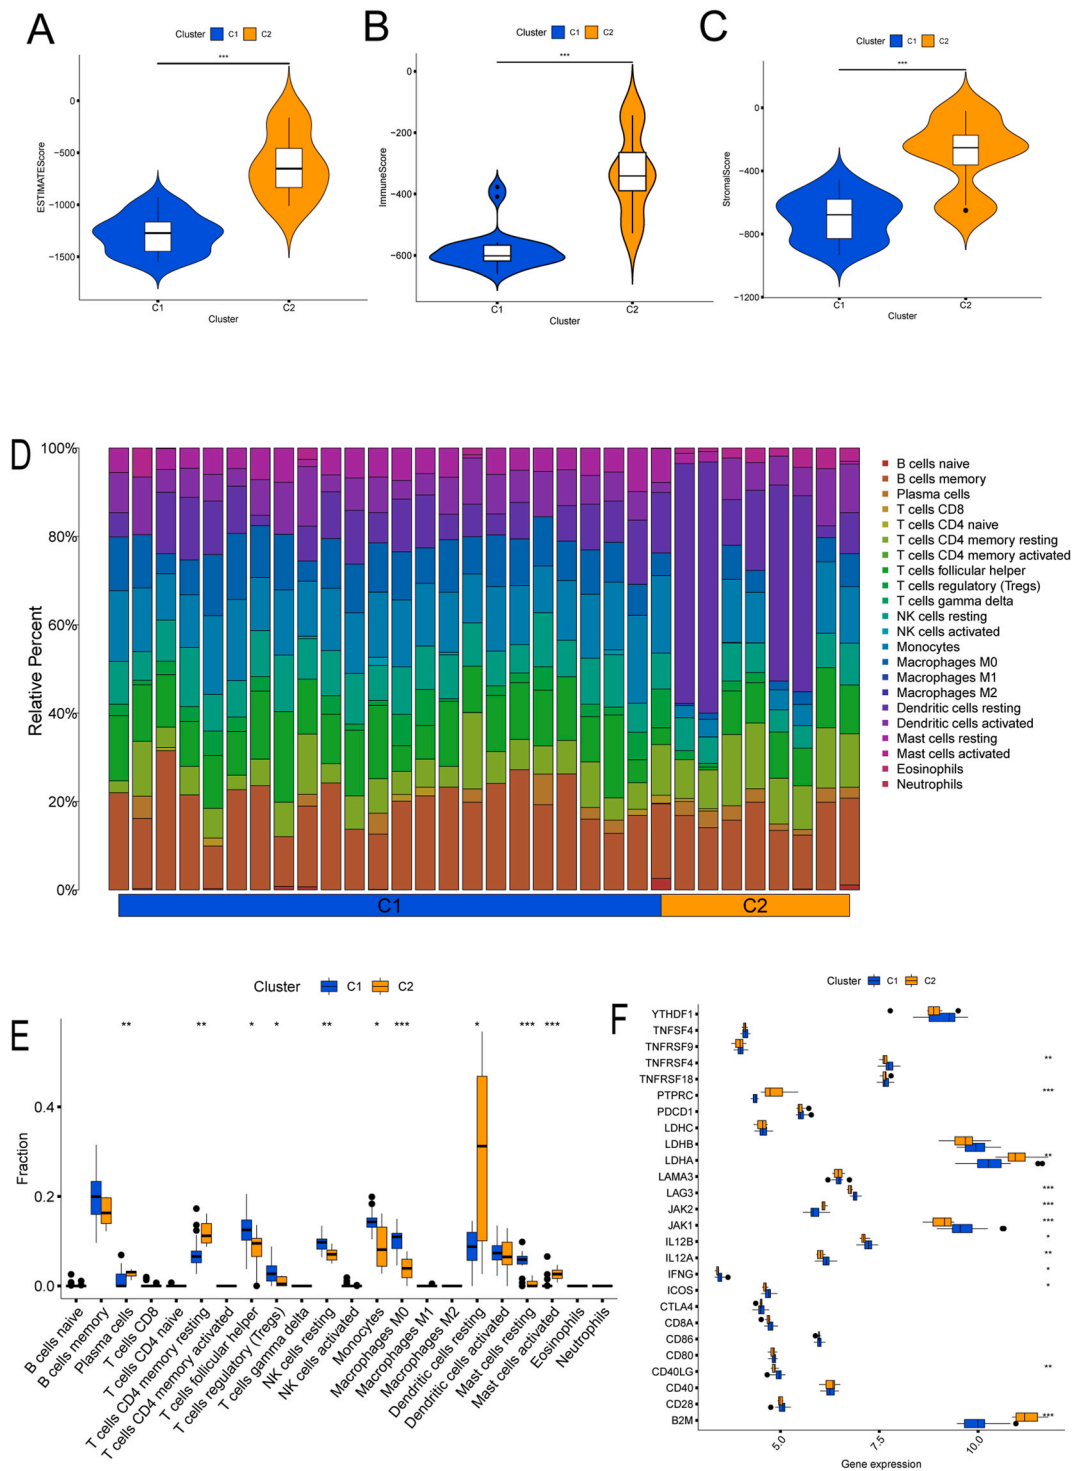 A
Cluster C1 C2
***
ESTIMATEScore
0
−500
−1000
−1500
C1 C2
Cluster
B
Cluster C1 C2
***
ImmuneScore
0
−200
−400
−600
C1 C2
Cluster
C
Cluster C1 C2
***
StromalScore
0
−400
−800
−1200
C1 C2
Cluster
D
Relative Percent
100%
80%
60%
40%
20%
0%
C1 C2
B cells naive
B cells memory
Plasma cells
T cells CD8
T cells CD4 naive
T cells CD4 memory resting
T cells CD4 memory activated
T cells follicular helper
T cells regulatory (Tregs)
T cells gamma delta
NK cells resting
NK cells activated
Monocytes
Macrophages M0
Macrophages M1
Macrophages M2
Dendritic cells resting
Dendritic cells activated
Mast cells resting
Mast cells activated
Eosinophils
Neutrophils
E
Cluster C1 C2
** ** * * ** * *** * *** ***
Fraction
0.4
0.2
0.0
B cells naive
B cells memory
Plasma cells
T cells CD8
T cells CD4 naive
T cells CD4 memory resting
T cells CD4 memory activated
T cells follicular helper
T cells regulatory (Tregs)
T cells gamma delta
NK cells resting
NK cells activated
Monocytes
Macrophages M0
Macrophages M1
Macrophages M2
Dendritic cells resting
Dendritic cells activated
Mast cells resting
Mast cells activated
Eosinophils
Neutrophils
F
Cluster C1 C2
YTHDF1
TNFSF4
TNFRSF9
TNFRSF4 **
TNFRSF18
PTPRC ***
PDCD1
LDHC
LDHB
LDHA **
LAMA3
LAG3 ***
JAK2 ***
JAK1 ***
IL12B *
IL12A **
IFNG *
ICOS *
CTLA4
CD8A
CD86
CD80
CD40LG **
CD40
CD28
B2M ***
5.0 7.5 10.0
Gene expression